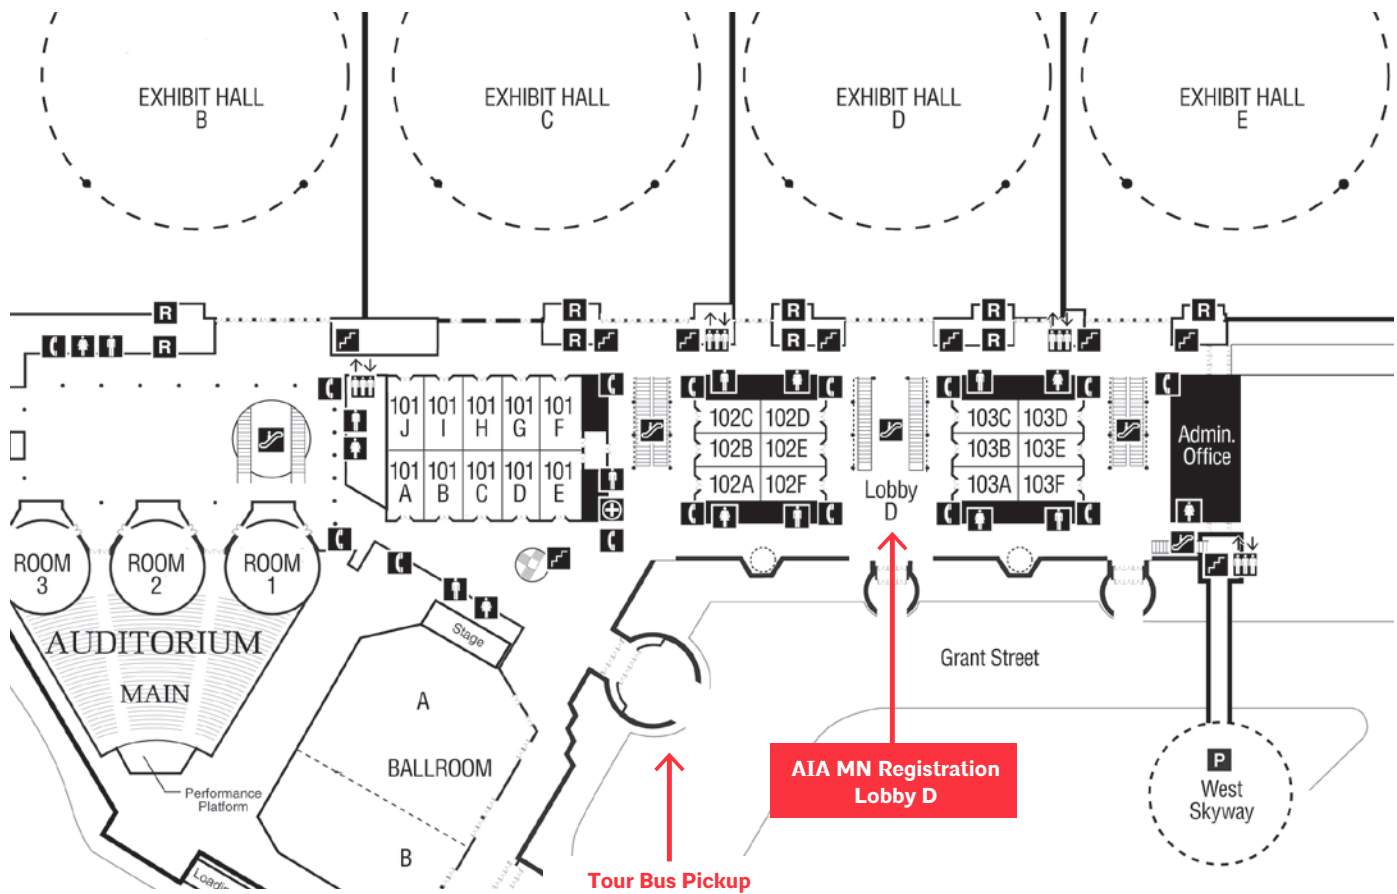 EXHIBIT HALL
B
EXHIBIT HALL
C
EXHIBIT HALL
D
EXHIBIT HALL
E
R
R
R
R
R
R
R
R
R
101
J
101
I
101
H
101
G
101
F
101
A
101
B
101
C
101
D
101
E
102C
102D
102B
102E
102A
102F
Lobby
D
103C
103D
103B
103E
103A
103F
Admin.
Office
ROOM
3
ROOM
2
ROOM
1
AUDITORIUM
MAIN
Performance
Platform
Stage
A
BALLROOM
B
Grant Street
P
West
Skyway
AIA MN Registration
Lobby D
Tour Bus Pickup